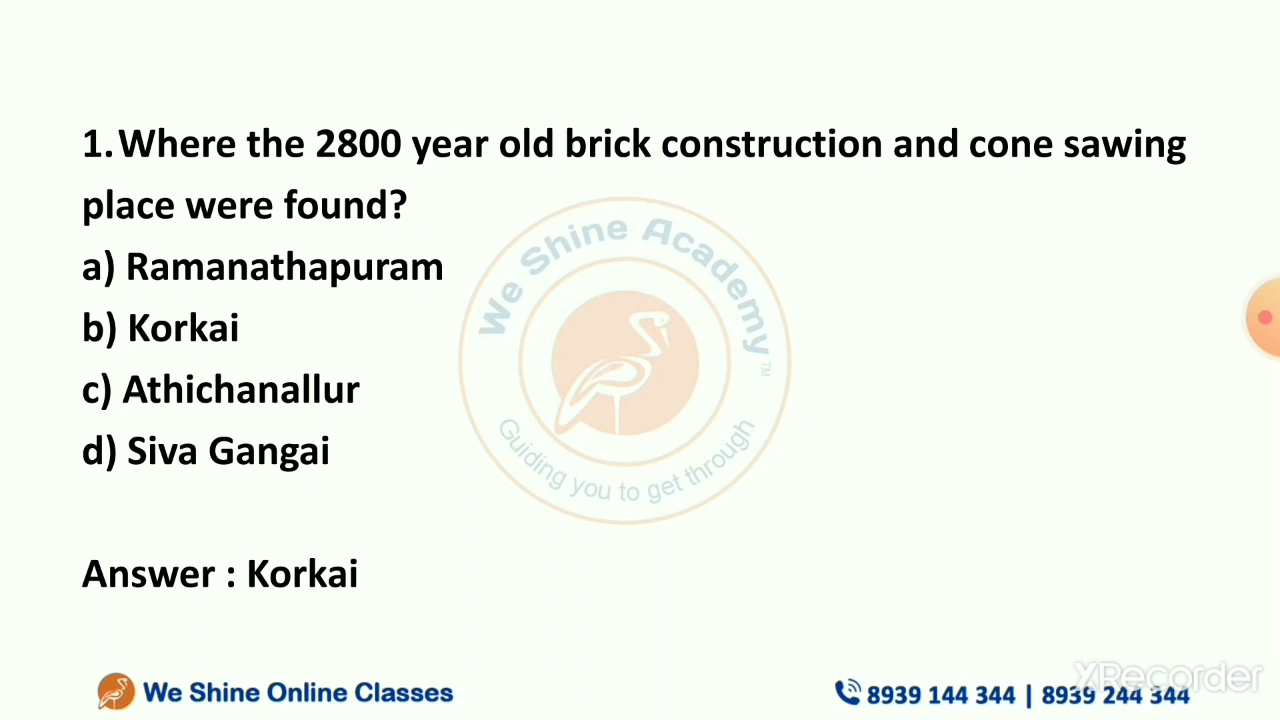 1.Where the 2800 year old brick construction and cone sawing
place were found?
a) Ramanathapuram
b) Korkai
c) Athichanallur
d) Siva Gangai
We Shine Academy
TM
Guiding you to get through
Answer : Korkai
We Shine Online Classes
8939 144 344 | 8939 244 344
XRecorder